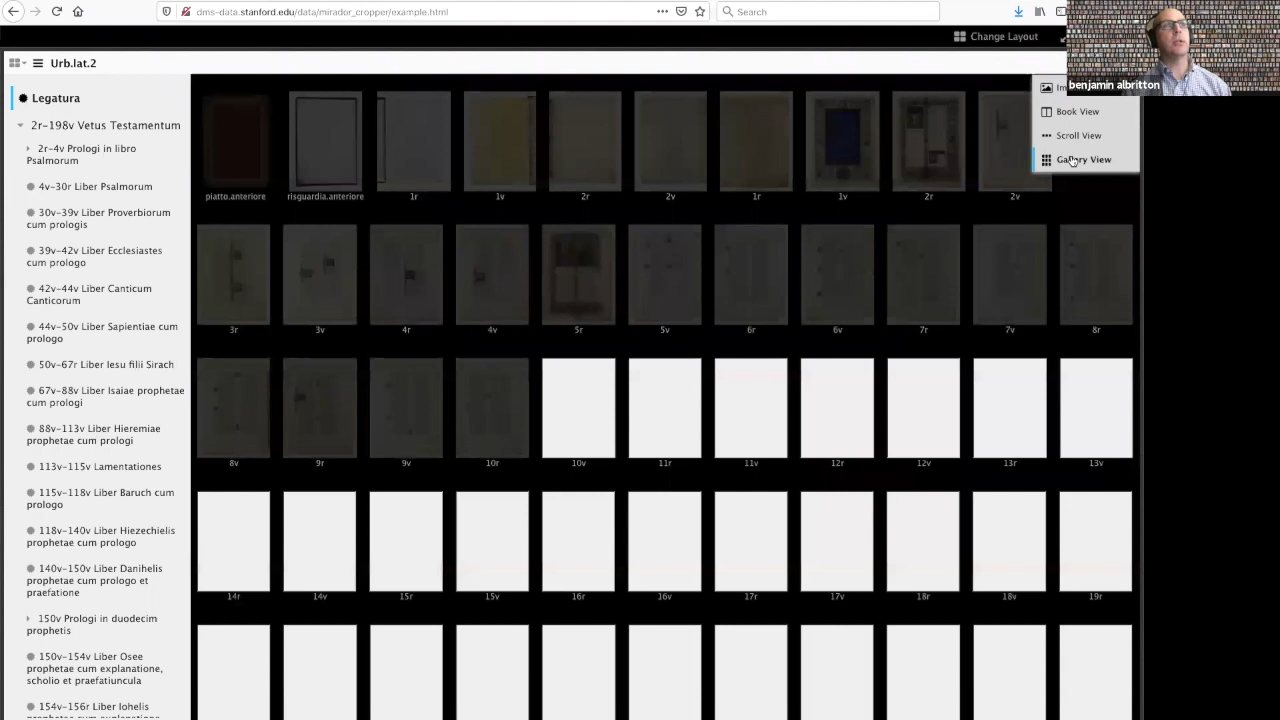 dms-data.stanford.edu/data/mirador_cropper/example.html
Search
Change Layout
benjamin albritton
Urb.lat.2
Book View
Scroll View
Gallery View
Legatura
2r-198v Vetus Testamentum
2r-4v Prologi in libro
Psalmorum
4v-30r Liber Psalmorum
30v-39v Liber Proverbiorum
cum prologis
39v-42v Liber Ecclesiastes
cum prologo
42v-44v Liber Canticum
Canticorum
44v-50v Liber Sapientiae cum
prologo
50v-67r Liber Iesu filii Sirach
67v-88v Liber Isaiae prophetae
cum prologi
88v-113v Liber Hieremiae
prophetae cum prologi
113v-115v Lamentationes
115v-118v Liber Baruch cum
prologo
118v-140v Liber Hiezechielis
prophetae cum prologo
140v-150v Liber Danihelis
prophetae cum prologo et
praefatione
150v Prologi in duodecim
prophetis
150v-154v Liber Osee
prophetae cum explanatione,
scholio et praefatiuncula
154v-156r Liber Iohelis
piatto.anteriore risguardia.anteriore 1r 1v 2r 2v 1r 1v 2r 2v
3r 3v 4r 4v 5r 5v 6r 6v 7r 7v 8r
8v 9r 9v 10r 10v 11r 11v 12r 12v 13r 13v
14r 14v 15r 15v 16r 16v 17r 17v 18r 18v 19r